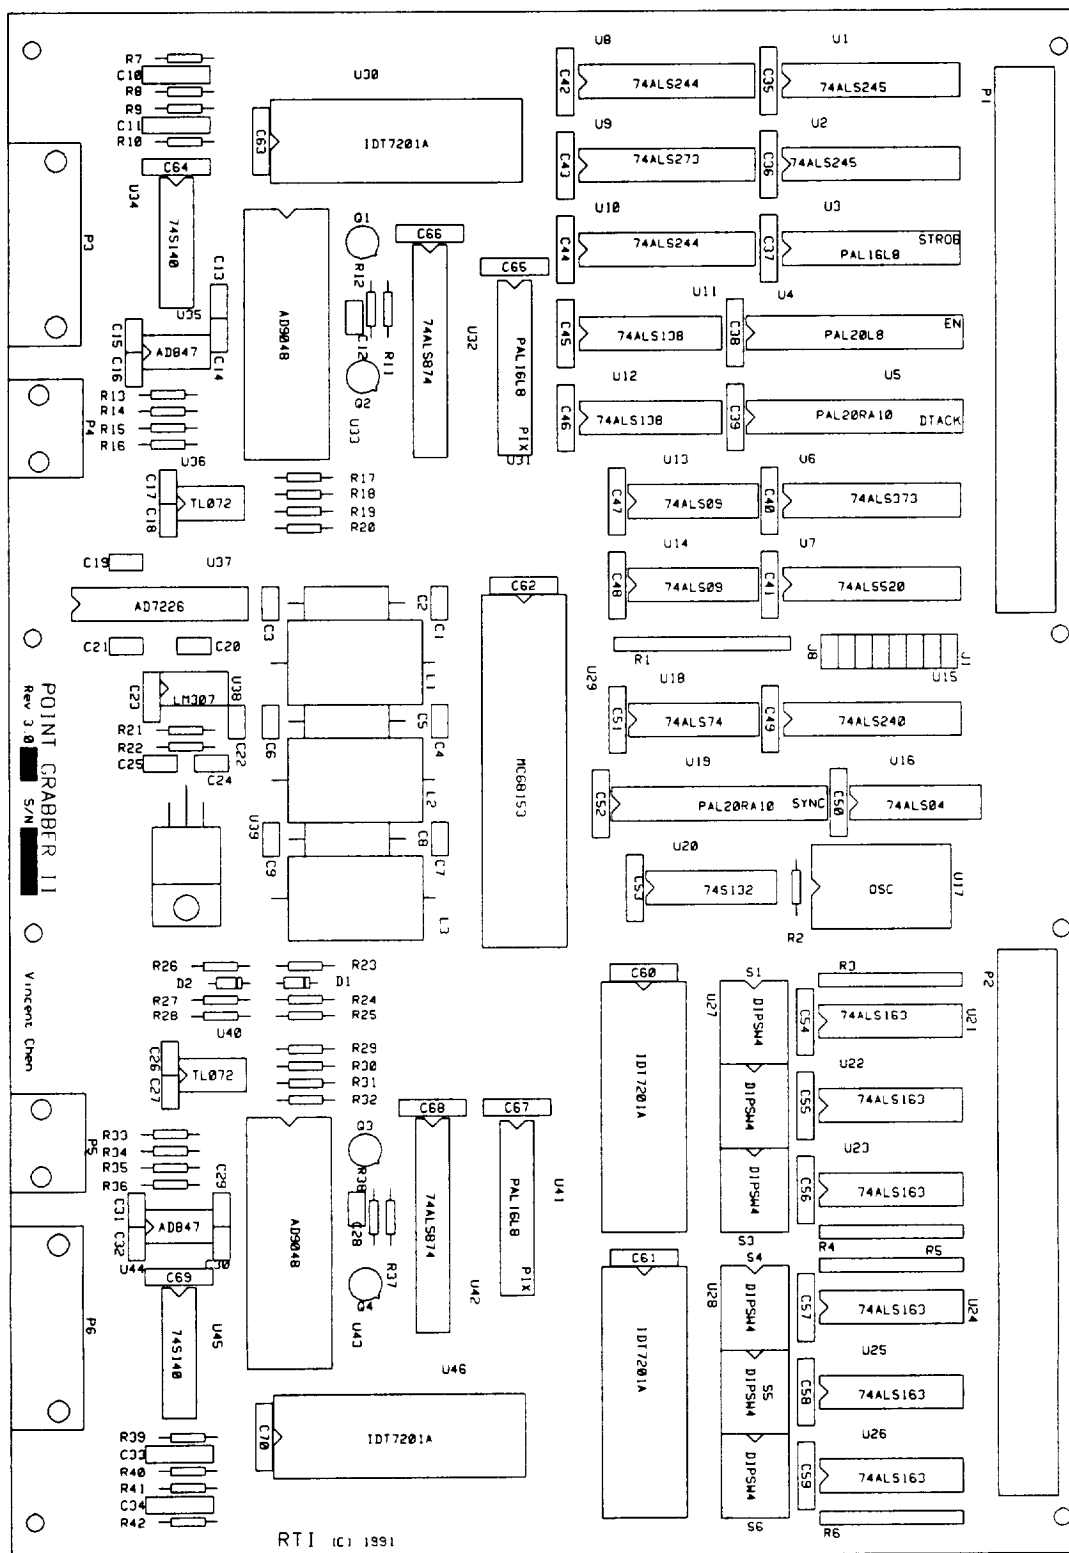 R7
C10
R8
R9
C11
R10
C64
U34
74S140
P3
C13
U35
C15
AD847
C16
C14
R13
R14
R15
R16
P4
U36
C17
TL072
C18
U30
C63
IDT7201A
AD9048
Q1
R12
C12
R11
Q2
U33
C66
74ALS874
U32
C65
PAL16L8
PIX
U31
R17
R18
R19
R20
U8
C42
74ALS244
U1
C35
74ALS245
U9
C43
74ALS273
U2
C36
74ALS245
U10
C44
74ALS244
U3
C37
STROB
PAL16L8
U11
C45
74ALS138
U4
C38
EN
PAL20L8
U12
C46
74ALS138
U5
C39
PAL20RA10
DTACK
U13
C47
74ALS09
U6
C40
74ALS373
U14
C48
74ALS09
U7
C41
74ALS520
P1
C19
U37
AD7226
C21
C20
C23
LM307
U38
C22
R21
R22
C25
C24
C3
C2
C1
L1
C6
C5
C4
L2
U39
C9
C8
C7
L3
C62
MC68153
U29
R1
J8
J1
U15
U18
C51
74ALS74
C49
74ALS240
U19
C52
PAL20RA10
SYNC
U16
C50
74ALS04
U20
C53
74S132
R2
OSC
U17
POINT GRABBER II
Rev 3.0
S/N
Vincent Chen
R26
D2
R27
R28
U40
R23
D1
R24
R25
C26
TL072
C27
R29
R30
R31
R32
P5
R33
R34
R35
R36
C29
C31
AD847
C32
U44
C30
C69
74S140
U45
P6
AD9048
Q3
R38
C28
R37
Q4
U43
C68
74ALS874
U42
C67
PAL16L8
PIX
U41
U46
C70
IDT7201A
R39
C33
R40
R41
C34
R42
C60
IDT7201A
U27
S1
DIPSW4
DIPSW4
DIPSW4
S3
C61
IDT7201A
U28
S4
DIPSW4
DIPSW4
S5
DIPSW4
S6
R3
C54
74ALS163
U21
U22
C55
74ALS163
U23
C56
74ALS163
R4
R5
C57
74ALS163
U24
U25
C58
74ALS163
U26
C59
74ALS163
R6
P2
RTI (C) 1991